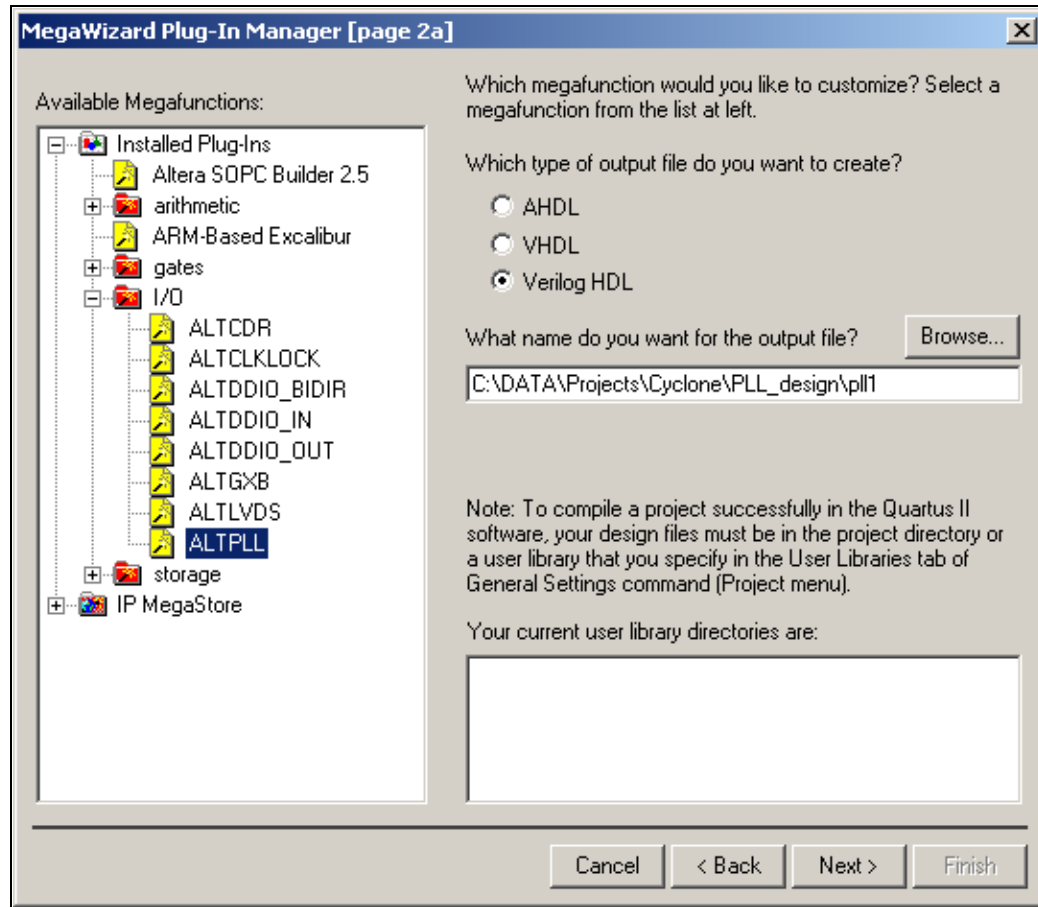 MegaWizard Plug-In Manager [page 2a]
Available Megafunctions:
Installed Plug-Ins
Altera SOPC Builder 2.5
arithmetic
ARM-Based Excalibur
gates
I/O
ALTCDR
ALTCLKLOCK
ALTDDIO_BIDIR
ALTDDIO_IN
ALTDDIO_OUT
ALTGXB
ALTLVDS
ALTPLL
storage
IP MegaStore
Which megafunction would you like to customize? Select a
megafunction from the list at left.
Which type of output file do you want to create?
AHDL
VHDL
Verilog HDL
What name do you want for the output file?
Browse...
C:\DATA\Projects\Cyclone\PLL_design\pll1
Note: To compile a project successfully in the Quartus II
software, your design files must be in the project directory or
a user library that you specify in the User Libraries tab of
General Settings command (Project menu).
Your current user library directories are:
Cancel
< Back
Next >
Finish